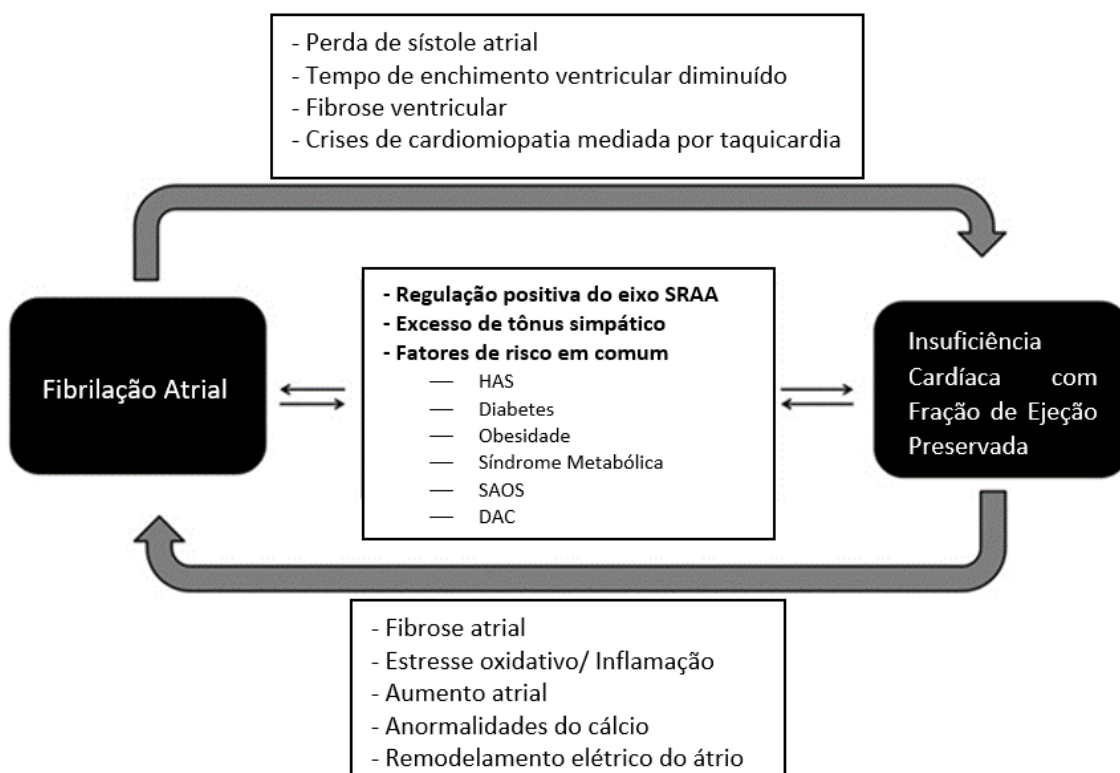 - Perda de sístole atrial
- Tempo de enchimento ventricular diminuído
- Fibrose ventricular
- Crises de cardiomiopatia mediada por taquicardia
Fibrilação Atrial
- Regulação positiva do eixo SRAA
- Excesso de tônus simpático
- Fatores de risco em comum
— HAS
— Diabetes
— Obesidade
— Síndrome Metabólica
— SAOS
— DAC
Insuficiência
Cardíaca com
Fração de Ejeção
Preservada
- Fibrose atrial
- Estresse oxidativo/ Inflamação
- Aumento atrial
- Anormalidades do cálcio
- Remodelamento elétrico do átrio